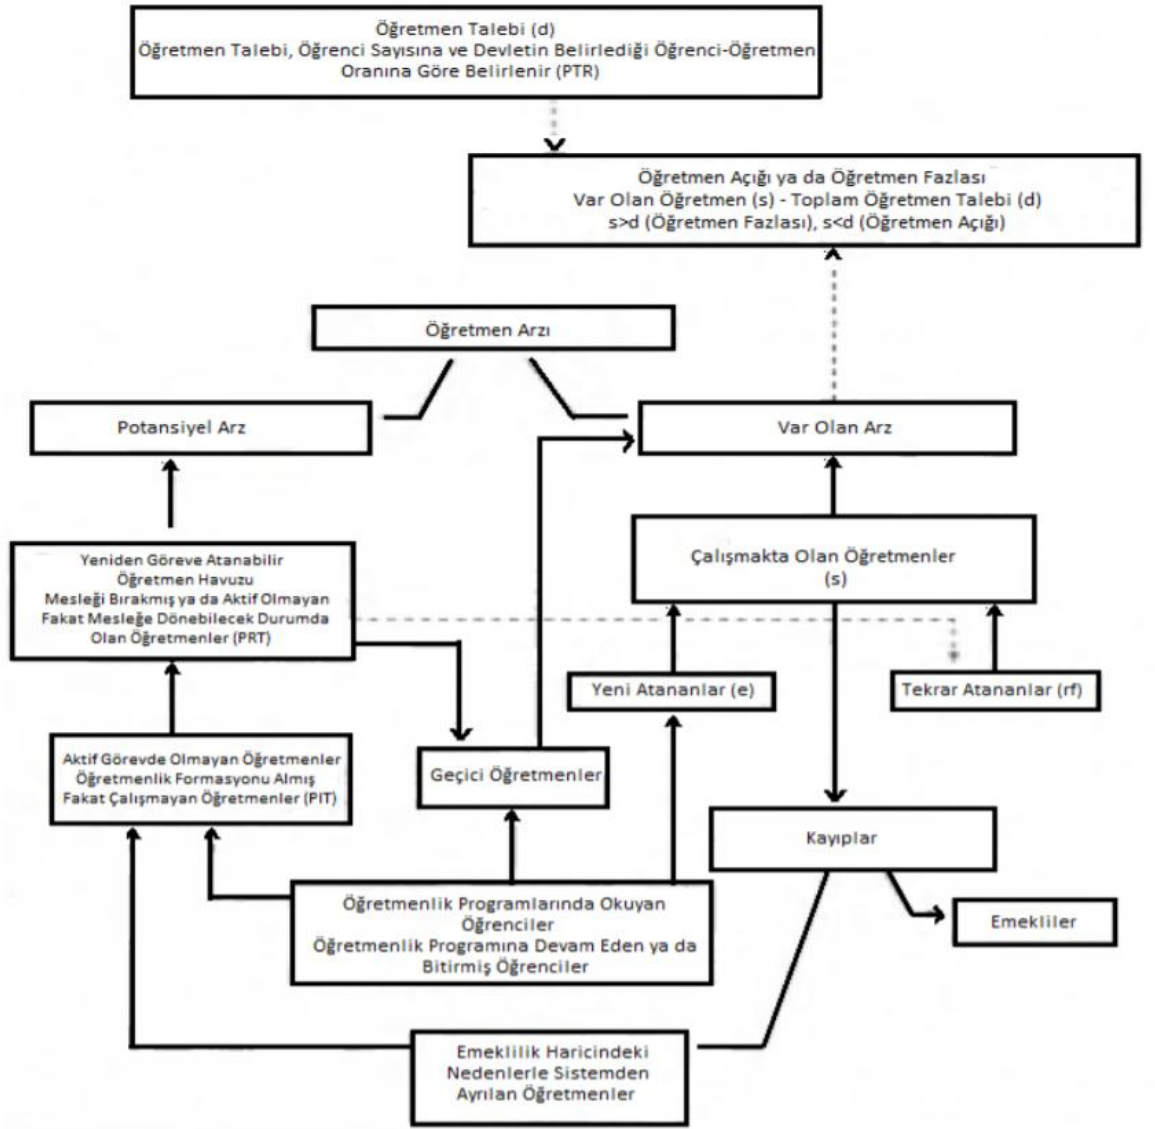 Öğretmen Talebi (d)
Öğretmen Talebi, Öğrenci Sayısına ve Devletin Belirlediği Öğrenci-Öğretmen
Oranına Göre Belirlenir (PTR)
Öğretmen Açığı ya da Öğretmen Fazlası
Var Olan Öğretmen (s) - Toplam Öğretmen Talebi (d)
s>d (Öğretmen Fazlası), s<d (Öğretmen Açığı)
Öğretmen Arzı
Potansiyel Arz
Var Olan Arz
Yeniden Göreve Atanabilir
Öğretmen Havuzu
Mesleği Bırakmış ya da Aktif Olmayan
Fakat Mesleğe Dönebilecek Durumda
Olan Öğretmenler (PRT)
Çalışmakta Olan Öğretmenler
(s)
Yeni Atananlar (e)
Tekrar Atananlar (rf)
Aktif Görevde Olmayan Öğretmenler
Öğretmenlik Formasyonu Almış
Fakat Çalışmayan Öğretmenler (PIT)
Geçici Öğretmenler
Kayıplar
Öğretmenlik Programlarında Okuyan
Öğrenciler
Öğretmenlik Programına Devam Eden ya da
Bitirmiş Öğrenciler
Emekliler
Emeklilik Haricindeki
Nedenlerle Sistemden
Ayrılan Öğretmenler